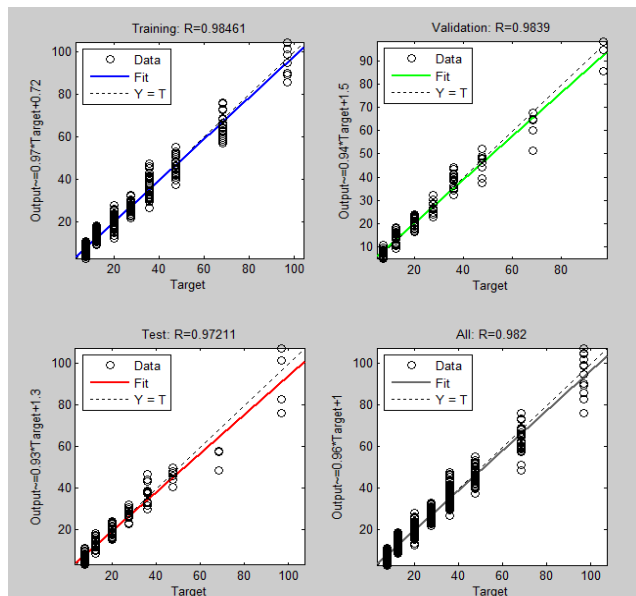 Training: R=0.98461
Data
Fit
Y = T
Output~=0.97*Target+0.72
100
80
60
40
20
20 40 60 80 100
Target
Validation: R=0.9839
Data
Fit
Y = T
Output~=0.94*Target+1.5
90
80
70
60
50
40
30
20
10
20 40 60 80
Target
Test: R=0.97211
Data
Fit
Y = T
Output~=0.93*Target+1.3
100
80
60
40
20
20 40 60 80 100
Target
All: R=0.982
Data
Fit
Y = T
Output~=0.96*Target+1
100
80
60
40
20
20 40 60 80 100
Target